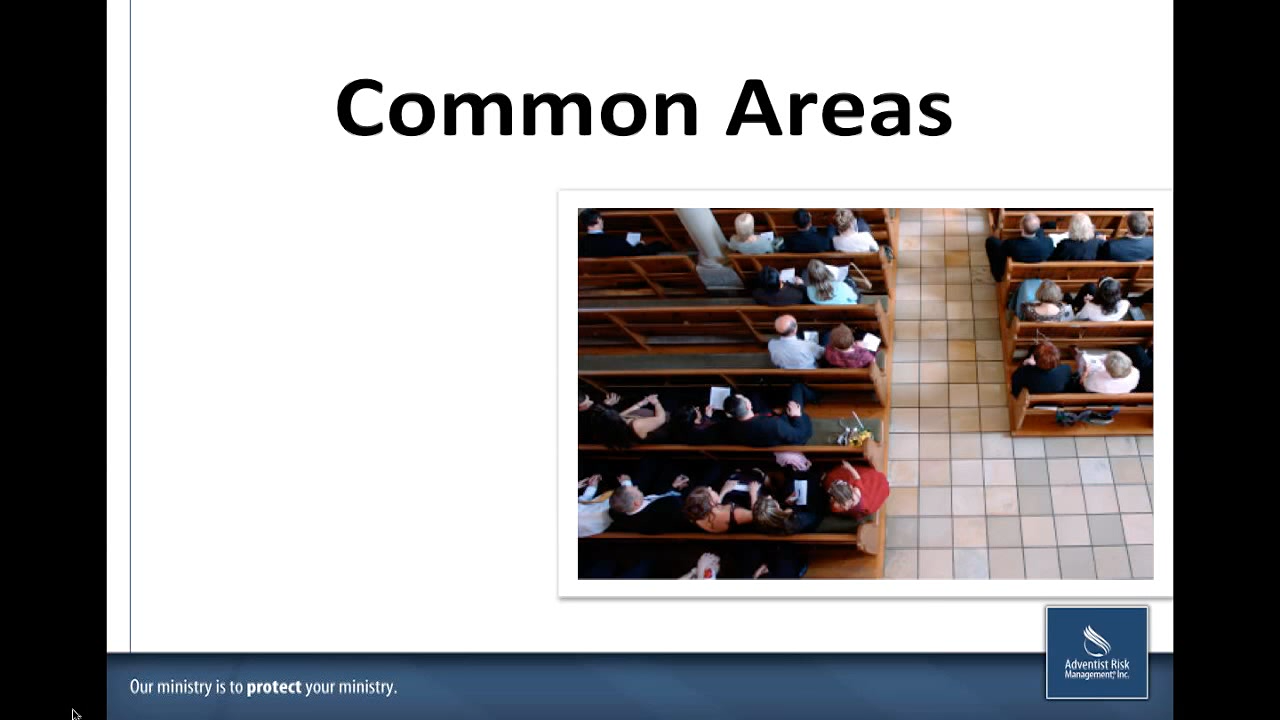 Common Areas
Our ministry is to protect your ministry.
Adventist Risk
Management, Inc.